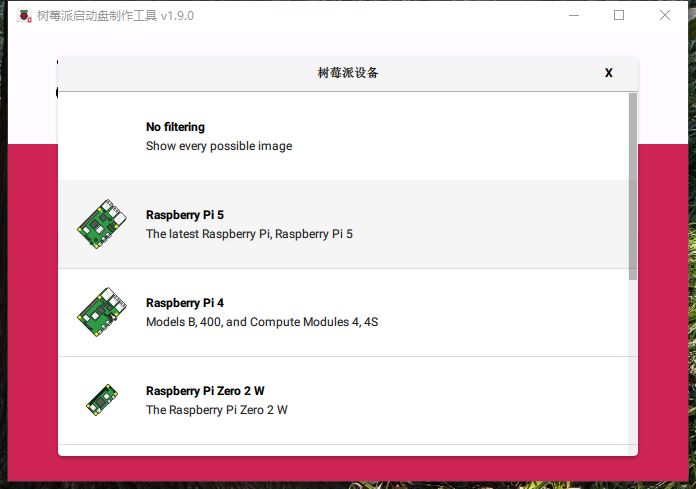 树莓派启动盘制作工具 v1.9.0
树莓派设备 X
No filtering
Show every possible image
Raspberry Pi 5
The latest Raspberry Pi, Raspberry Pi 5
Raspberry Pi 4
Models B, 400, and Compute Modules 4, 4S
Raspberry Pi Zero 2 W
The Raspberry Pi Zero 2 W